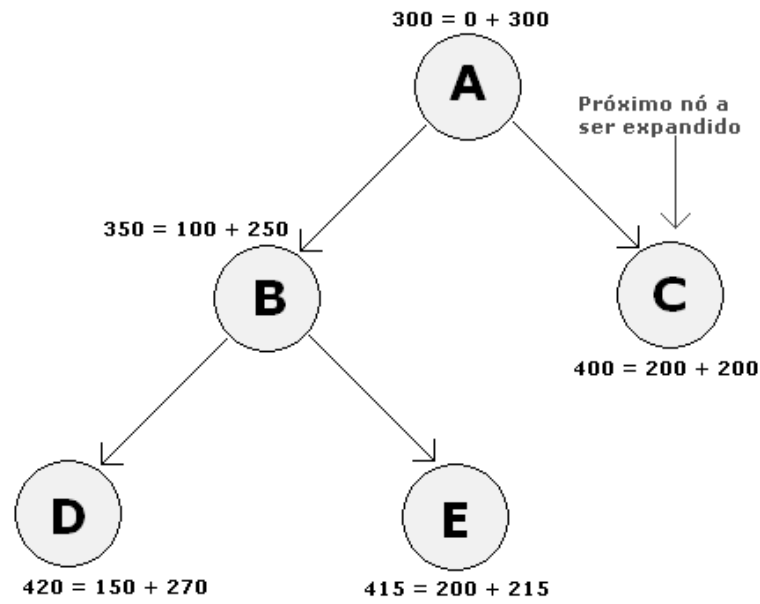 300 = 0 + 300
A
Próximo nó a
ser expandido
350 = 100 + 250
B
C
400 = 200 + 200
D
E
420 = 150 + 270
415 = 200 + 215